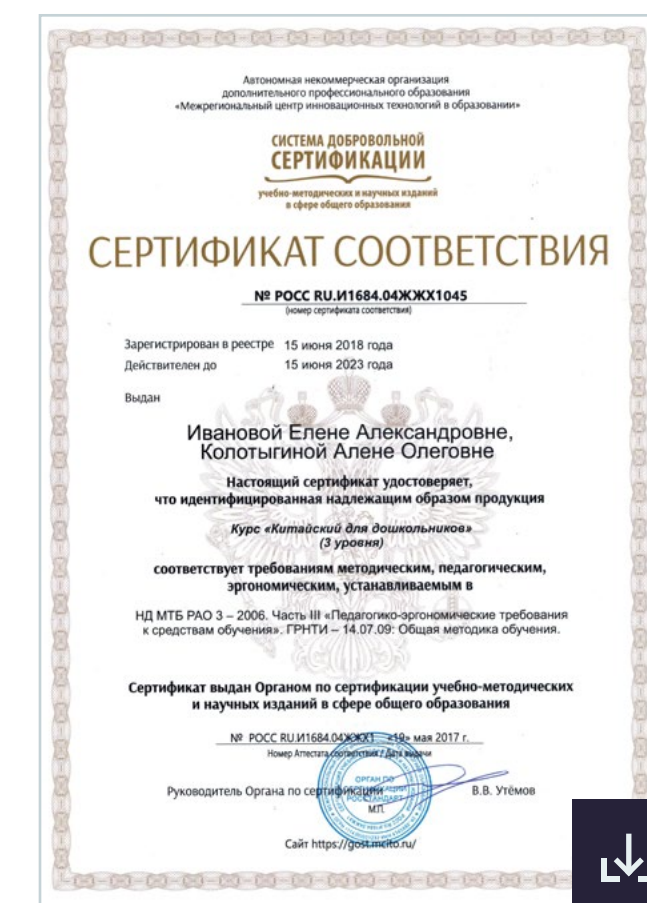 Автономная некоммерческая организация
дополнительного профессионального образования
«Межрегиональный центр инновационных технологий в образовании»
СИСТЕМА ДОБРОВОЛЬНОЙ
СЕРТИФИКАЦИИ
учебно-методических и научных изданий
в сфере общего образования
СЕРТИФИКАТ СООТВЕТСТВИЯ
№ РОСС RU.И1684.04ЖЖХ1045
(номер сертификата соответствия)
Зарегистрирован в реестре 15 июня 2018 года
Действителен до 15 июня 2023 года
Выдан
Ивановой Елене Александровне,
Колотыгиной Алене Олеговне
Настоящий сертификат удостоверяет,
что идентифицированная надлежащим образом продукция
Курс «Китайский для дошкольников»
(3 уровня)
соответствует требованиям методическим, педагогическим,
эргономическим, устанавливаемым в
НД МТБ РАО 3 – 2006. Часть III «Педагогико-эргономические требования
к средствам обучения». ГРНТИ – 14.07.09: Общая методика обучения.
Сертификат выдан Органом по сертификации учебно-методических
и научных изданий в сфере общего образования
№ РОСС RU.И1684.04ЖЖХ1 «19» мая 2017 г.
Номер Аттестата соответствия / Дата выдачи
ОРГАН ПО
СЕРТИФИКАЦИИ
РОССТАНДАРТ
Руководитель Органа по сертификации В.В. Утёмов
М.П.
Сайт https://gost.mcito.ru/